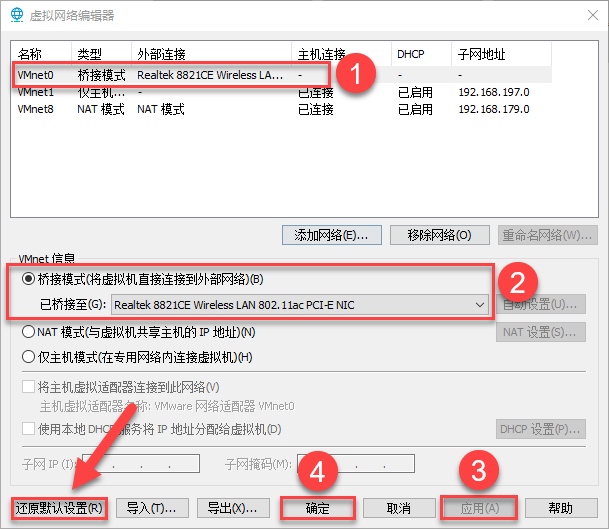 虚拟网络编辑器
名称 类型 外部连接 主机连接 DHCP 子网地址
VMnet0 桥接模式 Realtek 8821CE Wireless LA... - - - 1
VMnet1 仅主机... - 已连接 已启用 192.168.197.0
VMnet8 NAT 模式 NAT 模式 已连接 已启用 192.168.179.0
添加网络(E)... 移除网络(O) 重命名网络(W)...
VMnet 信息
桥接模式(将虚拟机直接连接到外部网络)(B) 2
已桥接至(G): Realtek 8821CE Wireless LAN 802.11ac PCI-E NIC 自动设置(U)...
NAT 模式(与虚拟机共享主机的 IP 地址)(N) NAT 设置(S)...
仅主机模式(在专用网络内连接虚拟机)(H)
将主机虚拟适配器连接到此网络(V)
主机虚拟适配器名称: VMware 网络适配器 VMnet0
使用本地 DHCP 服务将 IP 地址分配给虚拟机(D) DHCP 设置(P)...
子网 IP (I): . . . 子网掩码(M): . . .
4 3
还原默认设置(R) 导入(T)... 导出(X)... 确定 取消 应用(A) 帮助